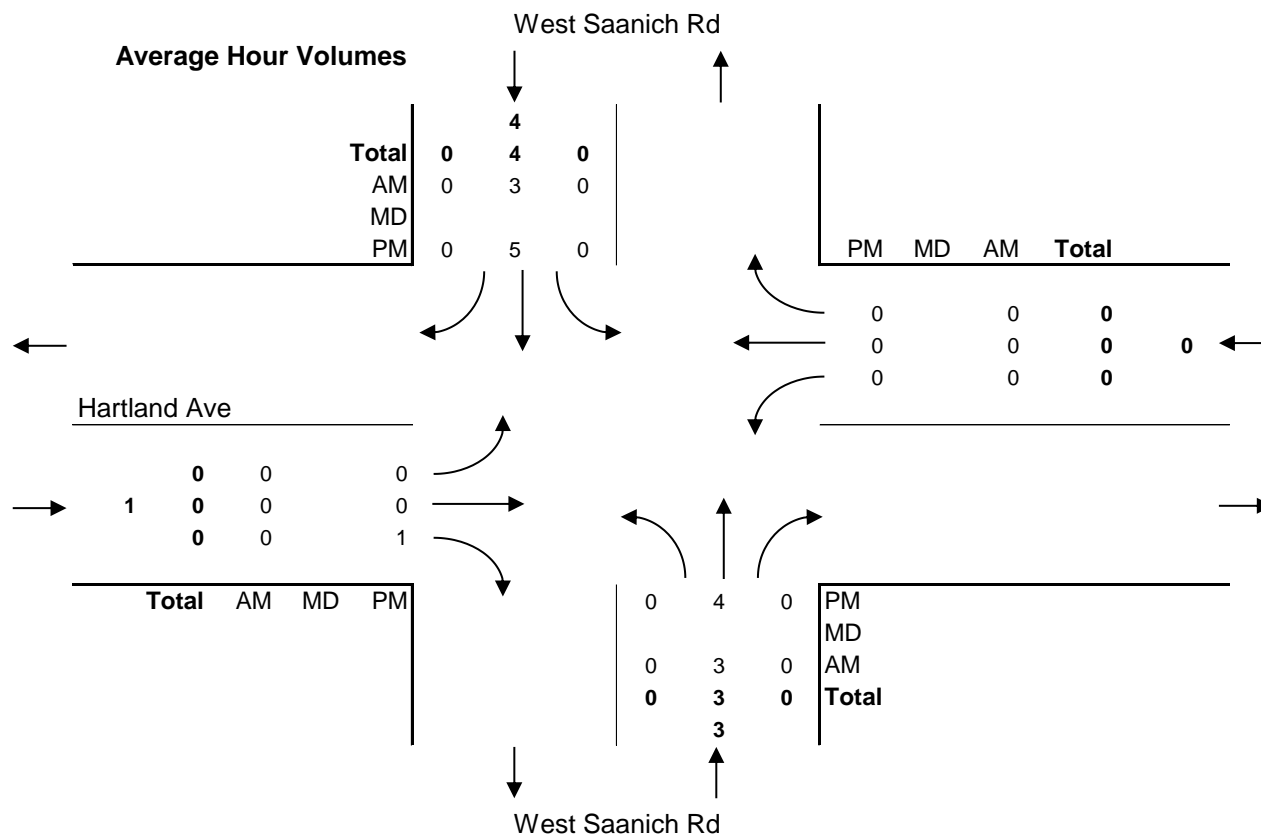 West Saanich Rd
Average Hour Volumes
4
Total 0 4 0
AM 0 3 0
MD
PM 0 5 0
PM MD AM Total
0 0 0
0 0 0 0
0 0 0
Hartland Ave
0 0 0
1 0 0 0
0 0 1
Total AM MD PM
0 4 0 PM
MD
0 3 0 AM
0 3 0 Total
3
West Saanich Rd